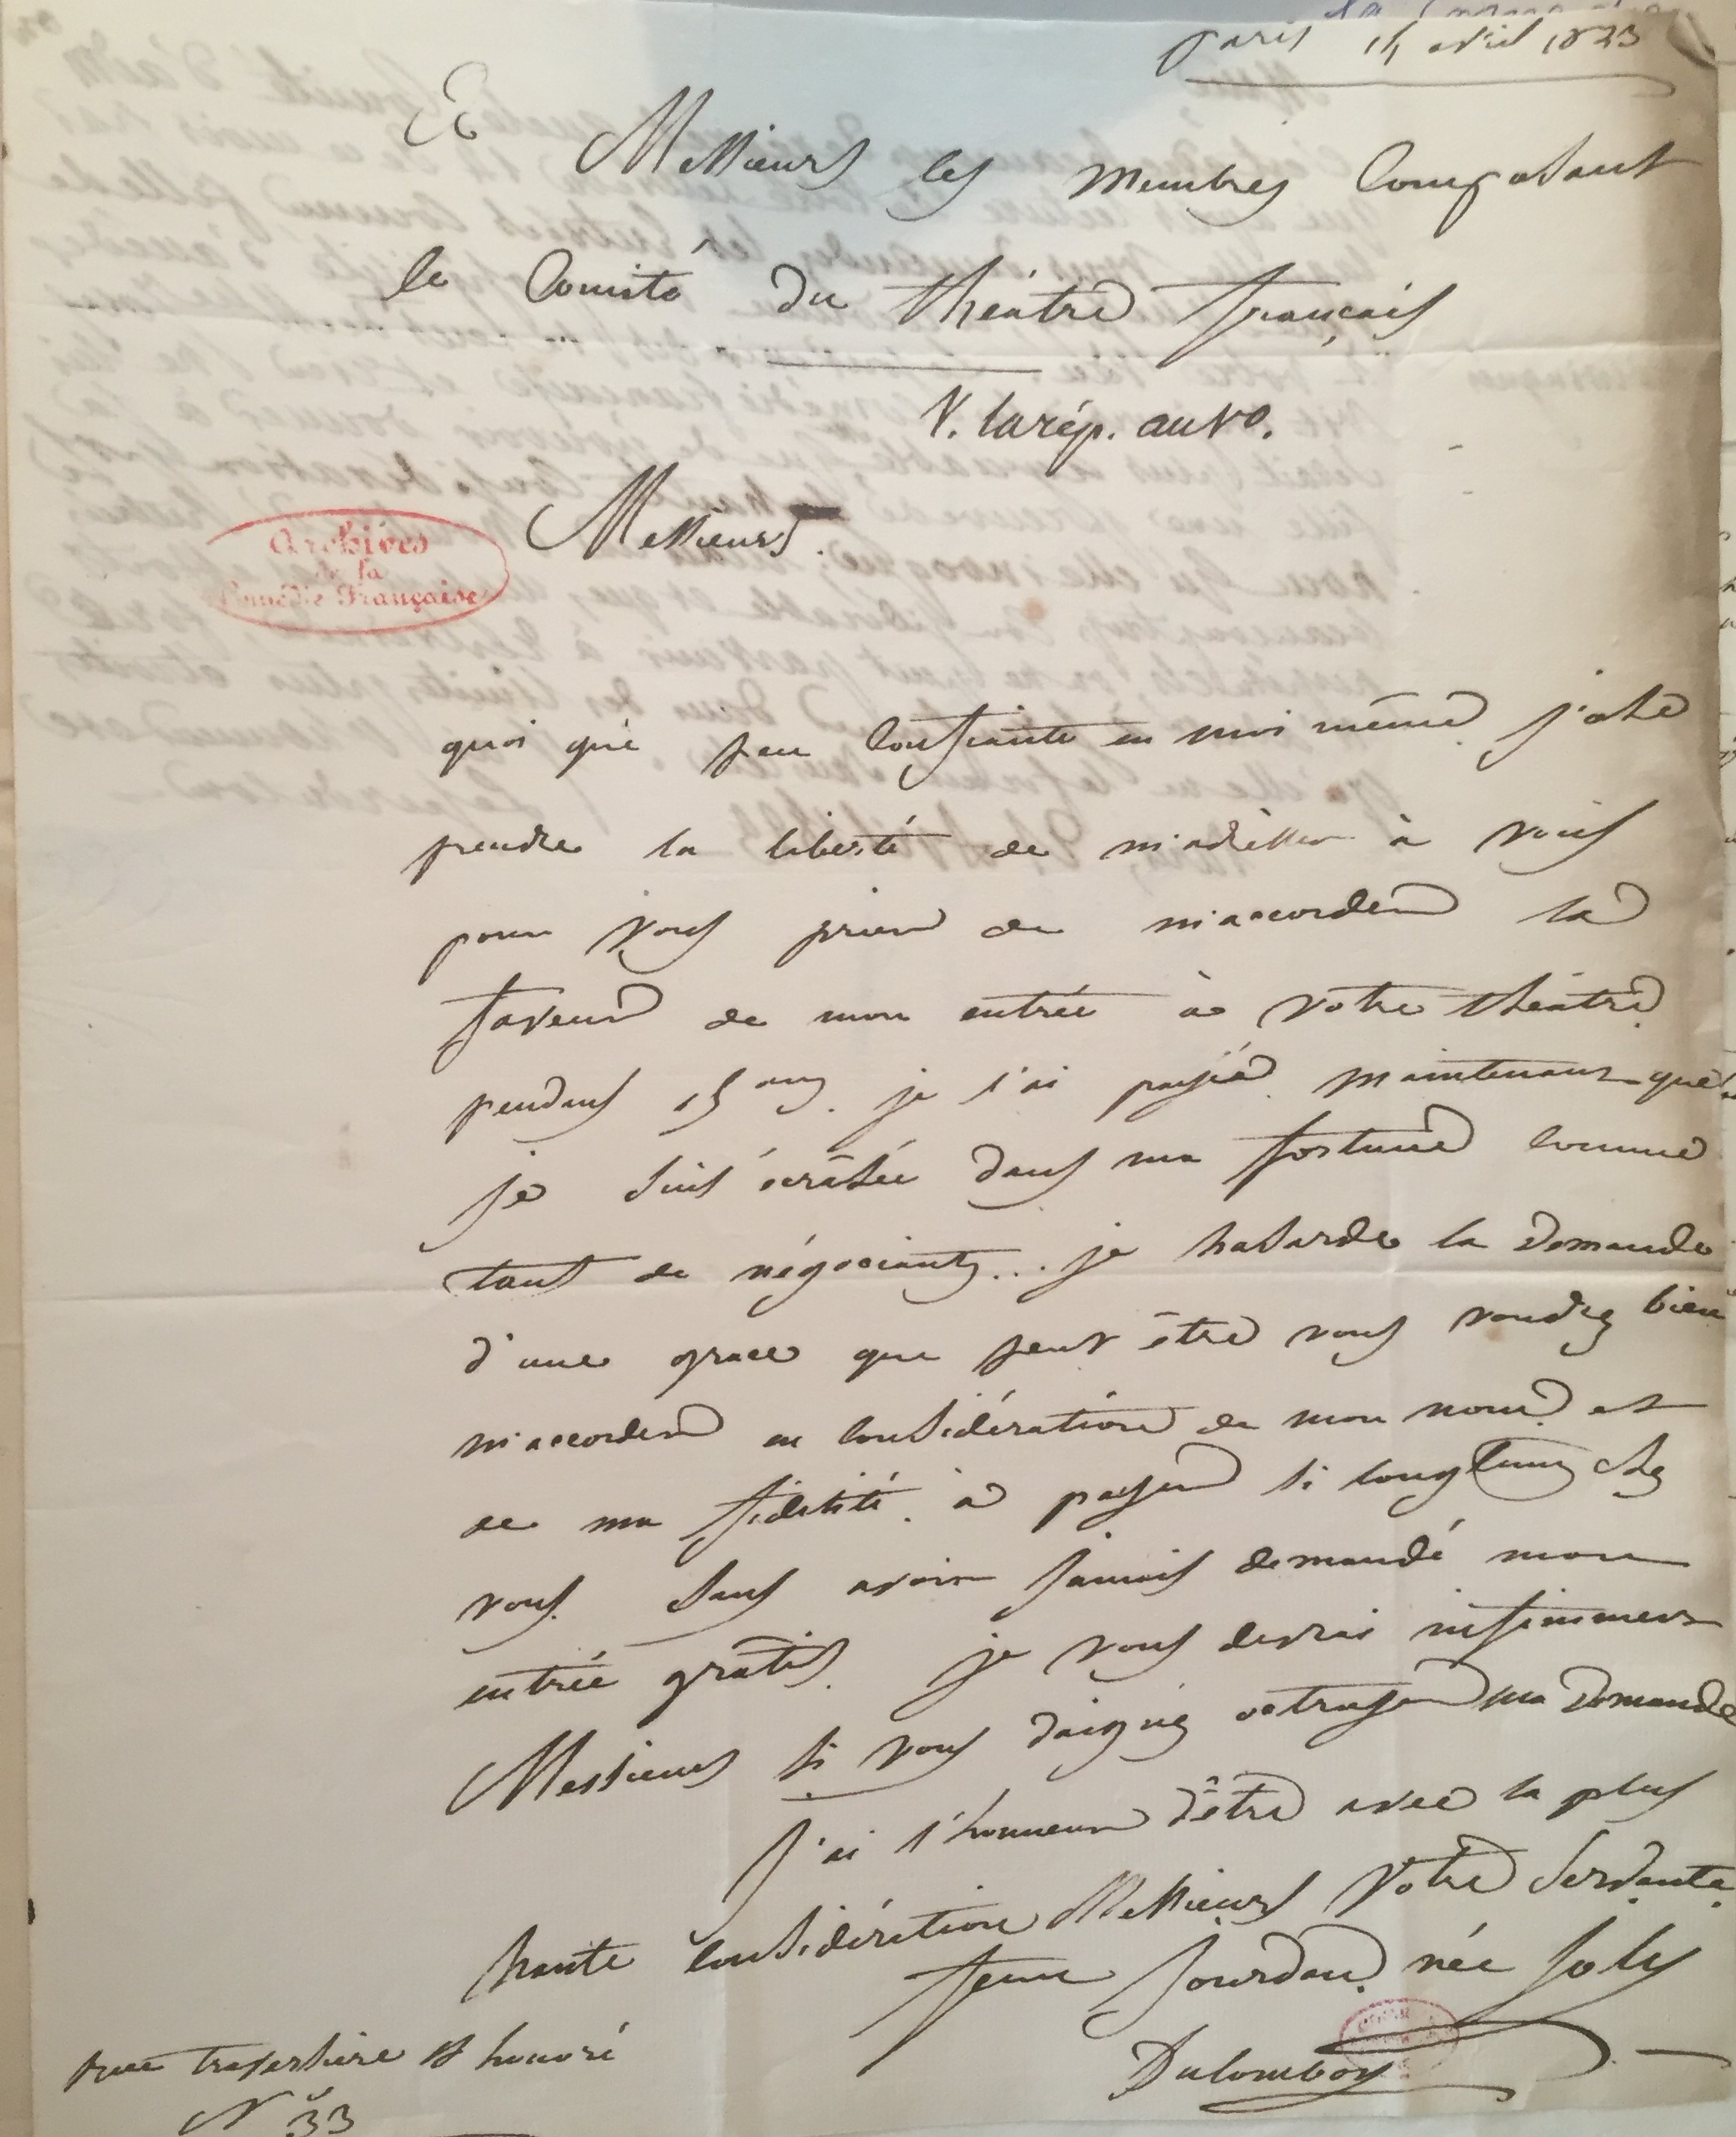 paris 14 avril 1833
A Messieurs les membres Composant
le Comité du théâtre français
V. la rép. au Vo.
Messieurs.
Archives
de la
Comédie Française
quoi que peu Confiante en moi même j'ose
prendre la liberté de m'adresser à vous
pour vous prier de m'accorder la
faveur de mon entrée à votre théâtre
pendant 15 ans. je l'ai payée. maintenant que
je suis écrâsée dans ma fortune comme
tant de négociants... je hasarde la Demande
d'une grace que peut être vous voudrez bien
m'accorder en Considération de mon nom et
de ma fidélité à payer si longtems chez
vous. sans avoir jamais demandé mon
entrée gratis. je vous devrai infiniment
Messieurs si vous daignez octroyer ma Demande
J'ai l'honneur d'être avec la plus
haute Considération Messieurs Votre Servante
feme Jourdan née Joly
Dulomboy
rue traversière St honoré
N° 33